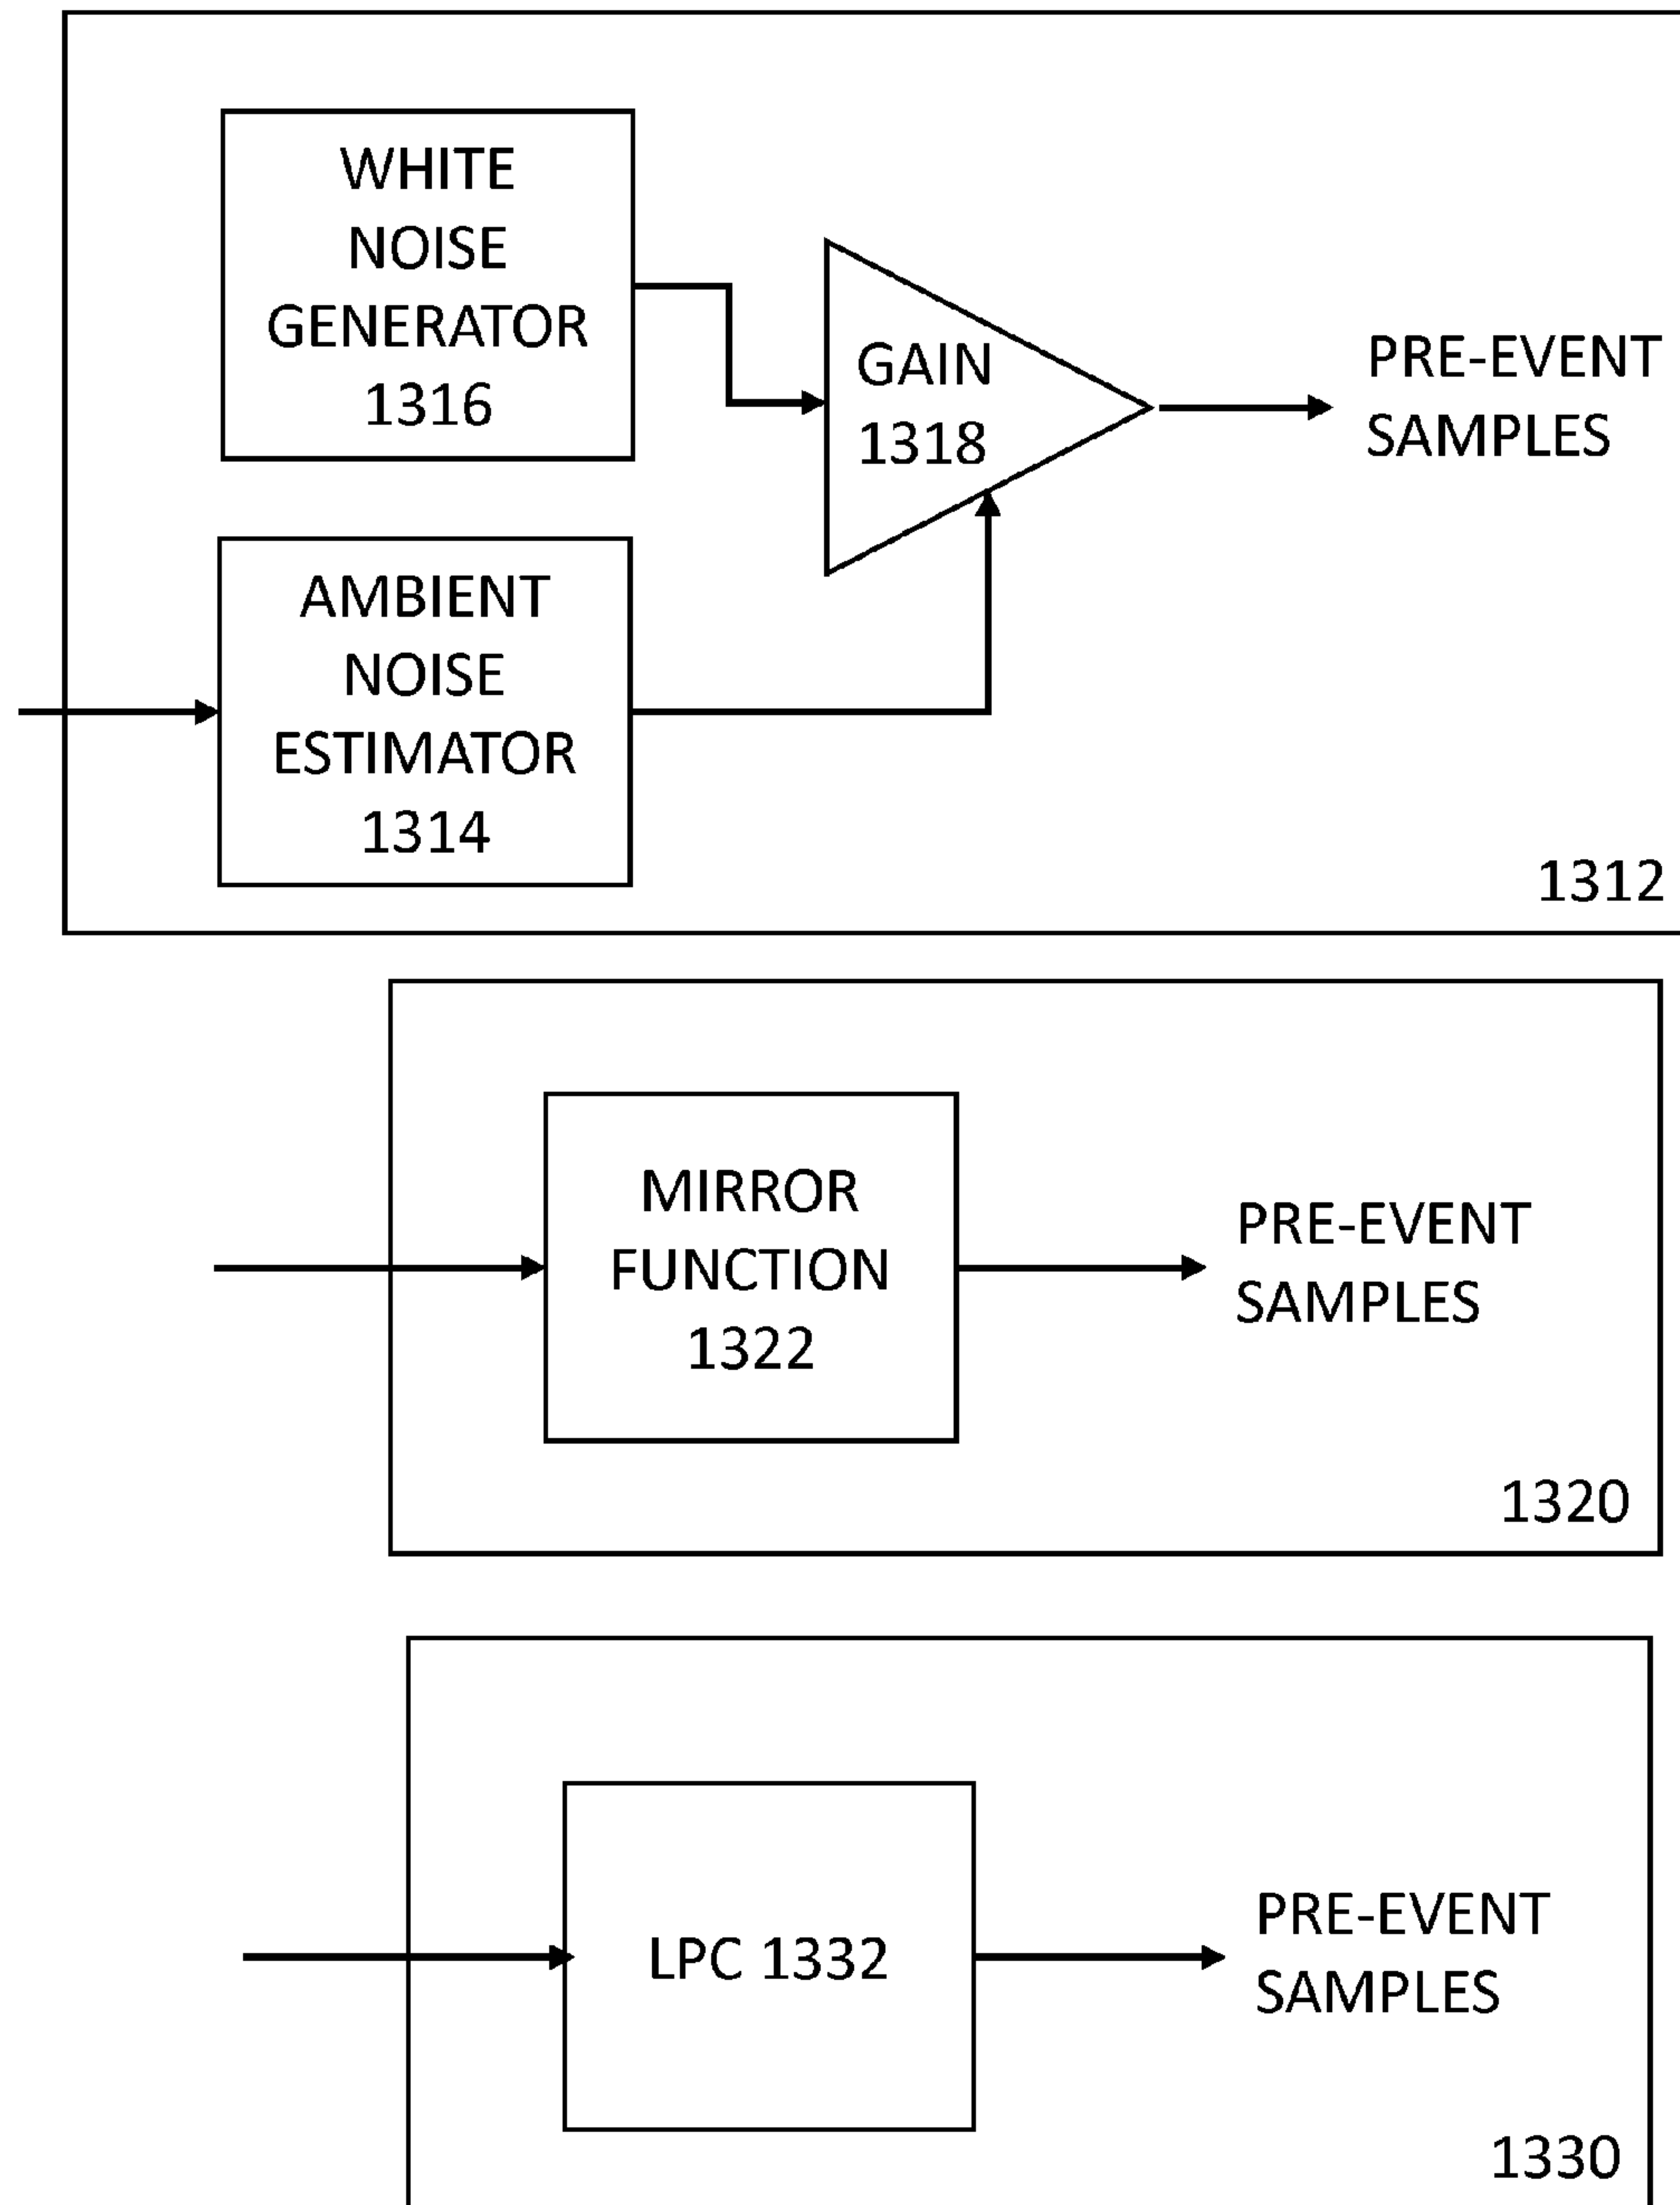 WHITE
NOISE
GENERATOR
1316
GAIN
1318
PRE-EVENT
SAMPLES
AMBIENT
NOISE
ESTIMATOR
1314
1312
MIRROR
FUNCTION
1322
PRE-EVENT
SAMPLES
1320
LPC 1332
PRE-EVENT
SAMPLES
1330